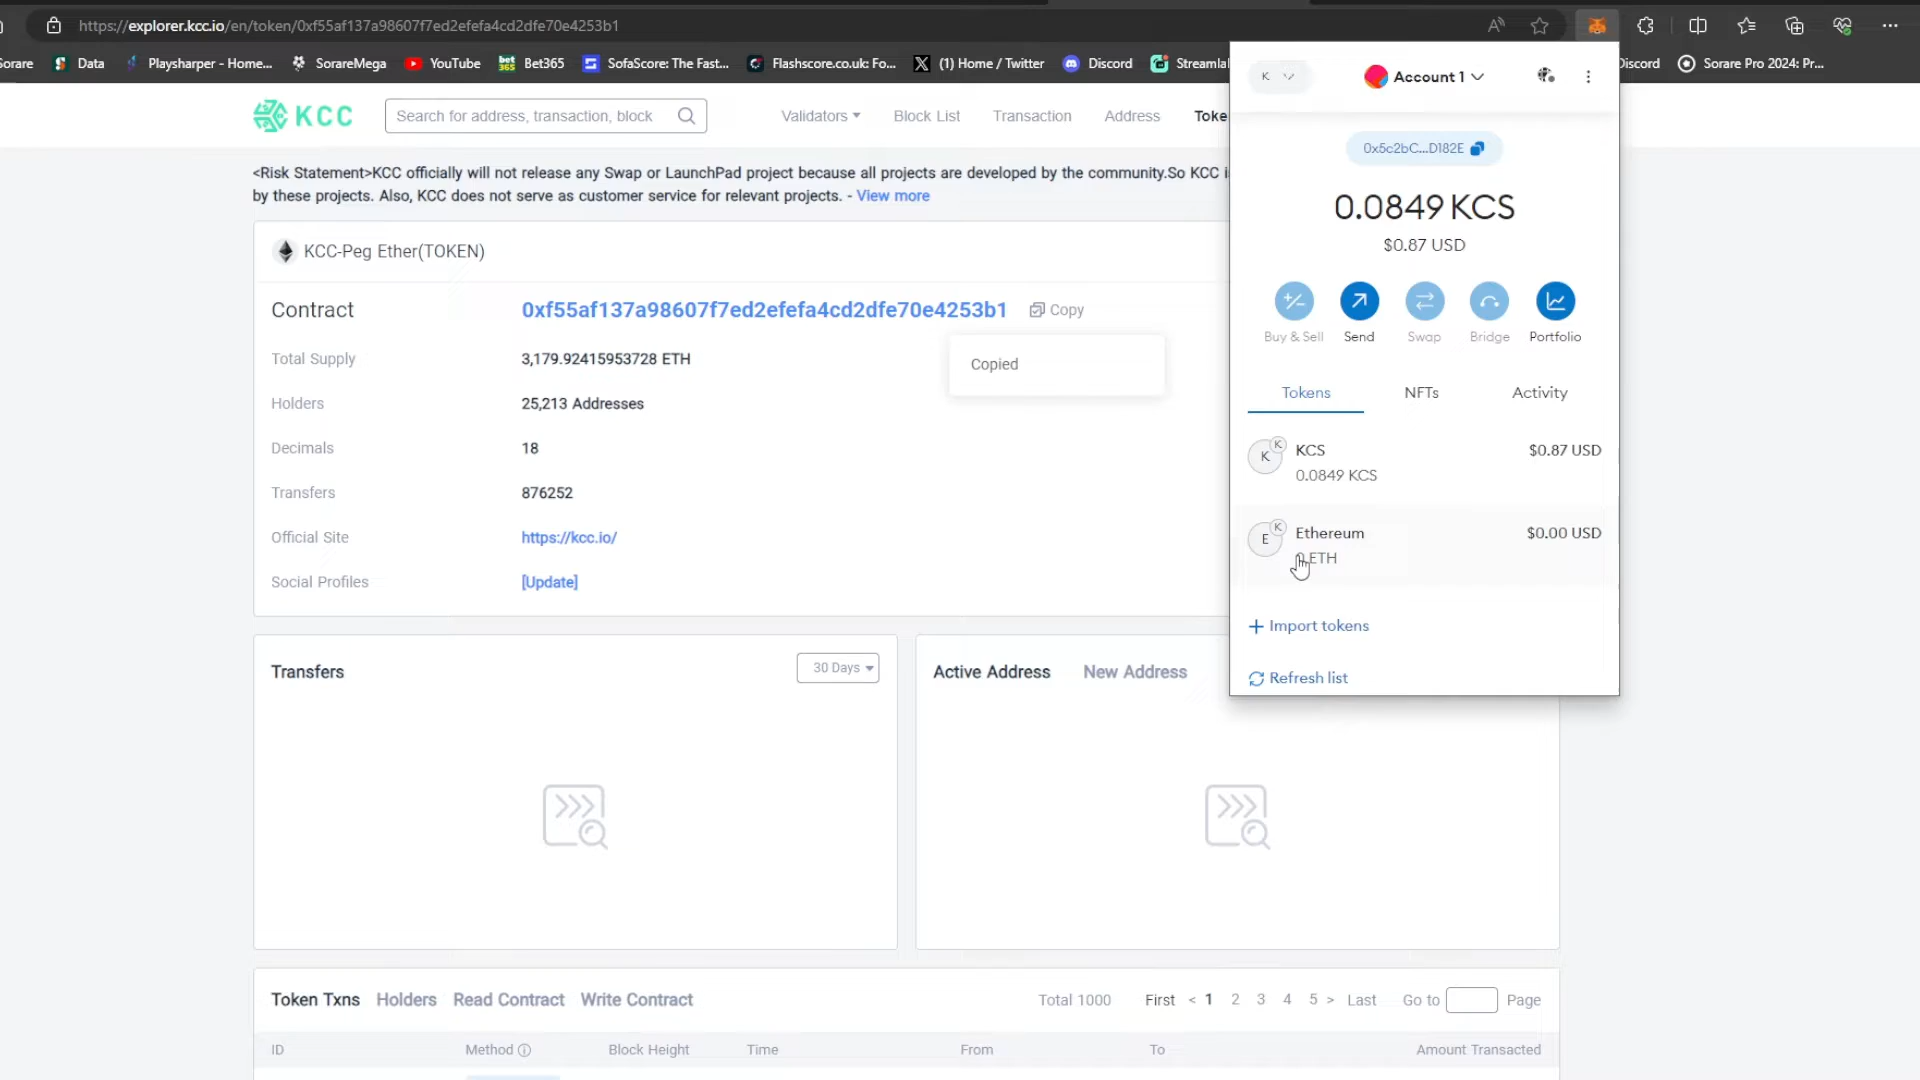 https://explorer.kcc.io/en/token/0xf55af137a98607f7ed2efefa4cd2dfe70e4253b1
Sorare Data Playsharper - Home... SorareMega YouTube Bet365 SofaScore: The Fast... Flashscore.co.uk: Fo... (1) Home / Twitter Discord Discord Sorare Pro 2024: Pr...
KCC
Search for address, transaction, block
Validators Block List Transaction Address
<Risk Statement>KCC officially will not release any Swap or LaunchPad project because all projects are developed by the community.So KCC
by these projects. Also, KCC does not serve as customer service for relevant projects. - View more
KCC-Peg Ether(TOKEN)
Contract 0xf55af137a98607f7ed2efefa4cd2dfe70e4253b1 Copy
Total Supply 3,179.92415953728 ETH
Copied
Holders 25,213 Addresses
Decimals 18
Transfers 876252
Official Site https://kcc.io/
Social Profiles [Update]
Transfers 30 Days
Active Address New Address
Token Txns Holders Read Contract Write Contract
Total 1000 First < 1 2 3 4 5 > Last Go to Page
ID Method Block Height Time From To Amount Transacted
K Account 1
0x5c2bC...D182E
0.0849 KCS
$0.87 USD
Buy & Sell Send Swap Bridge Portfolio
Tokens NFTs Activity
K K KCS $0.87 USD
0.0849 KCS
E K Ethereum $0.00 USD
0 ETH
+ Import tokens
Refresh list